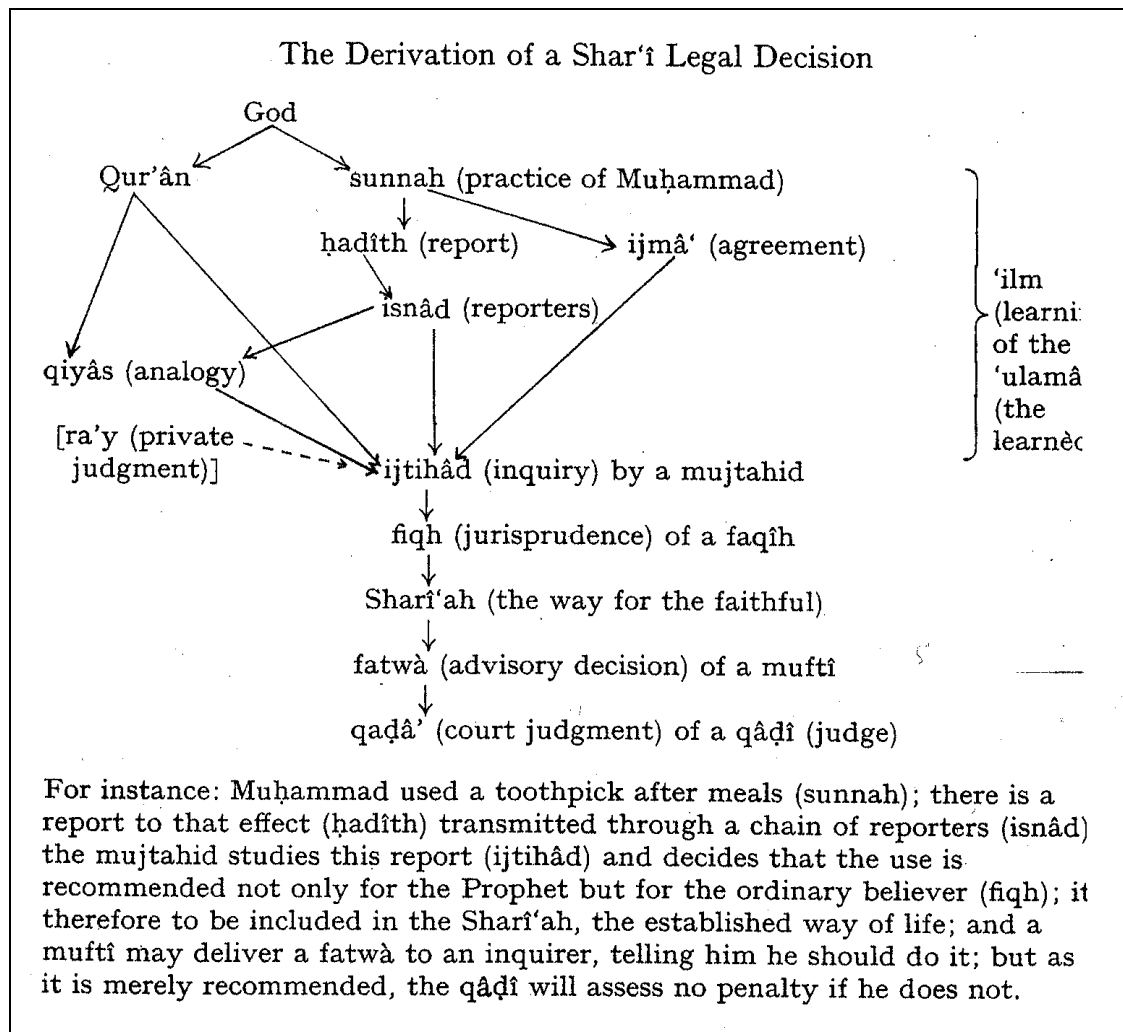 The Derivation of a Shar‘î Legal Decision
God
Qur’ân
sunnah (practice of Muḥammad)
ḥadîth (report)
ijmâ‘ (agreement)
isnâd (reporters)
qiyâs (analogy)
[ra’y (private
judgment)]
ijtihâd (inquiry) by a mujtahid
‘ilm
of the
‘ulamâ
(the
fiqh (jurisprudence) of a faqîh
Sharî‘ah (the way for the faithful)
fatwà (advisory decision) of a muftî
qaḍâ’ (court judgment) of a qâḍî (judge)
For instance: Muḥammad used a toothpick after meals (sunnah); there is a
report to that effect (ḥadîth) transmitted through a chain of reporters (isnâd)
the mujtahid studies this report (ijtihâd) and decides that the use is
recommended not only for the Prophet but for the ordinary believer (fiqh); it
therefore to be included in the Sharî‘ah, the established way of life; and a
muftî may deliver a fatwà to an inquirer, telling him he should do it; but as
it is merely recommended, the qâḍî will assess no penalty if he does not.